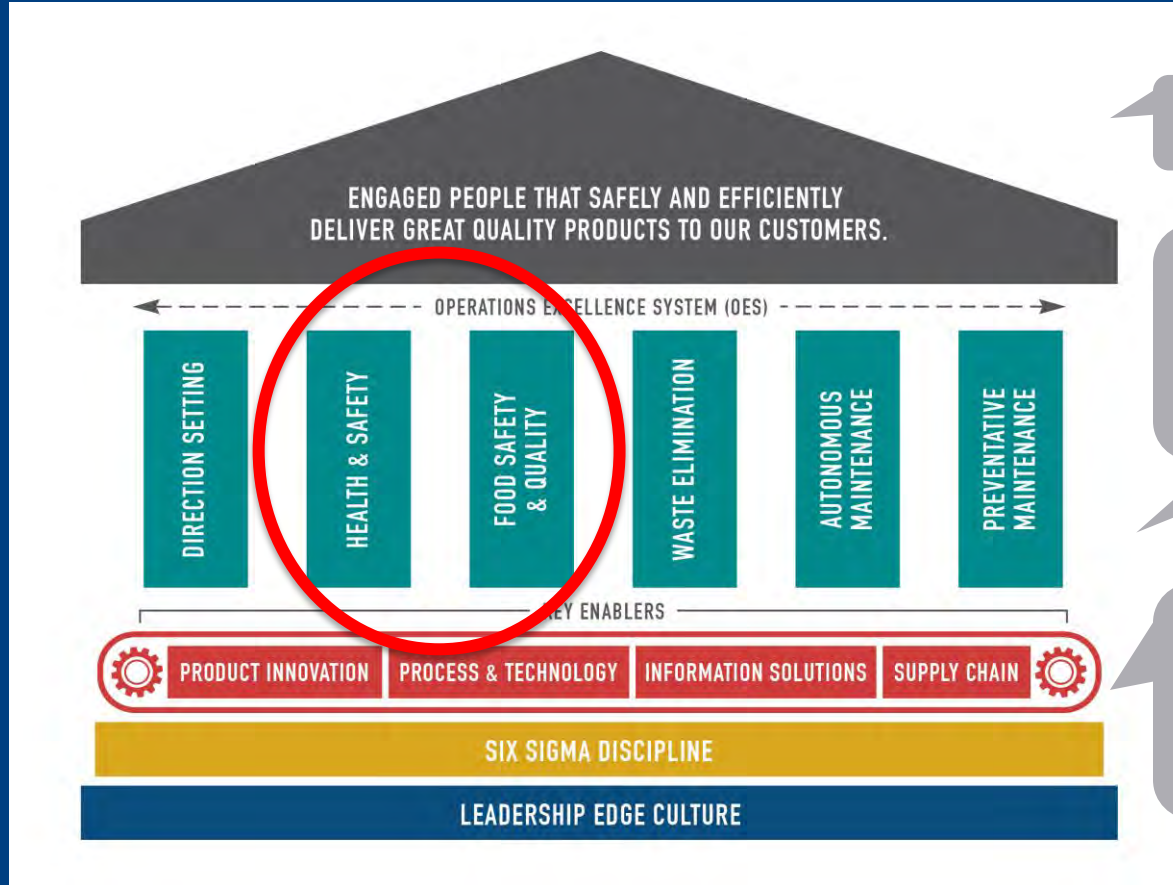 ENGAGED PEOPLE THAT SAFELY AND EFFICIENTLY
DELIVER GREAT QUALITY PRODUCTS TO OUR CUSTOMERS.
OPERATIONS EXCELLENCE SYSTEM (OES)
DIRECTION SETTING
HEALTH & SAFETY
FOOD SAFETY
& QUALITY
WASTE ELIMINATION
AUTONOMOUS
MAINTENANCE
PREVENTATIVE
MAINTENANCE
KEY ENABLERS
PRODUCT INNOVATION
PROCESS & TECHNOLOGY
INFORMATION SOLUTIONS
SUPPLY CHAIN
SIX SIGMA DISCIPLINE
LEADERSHIP EDGE CULTURE